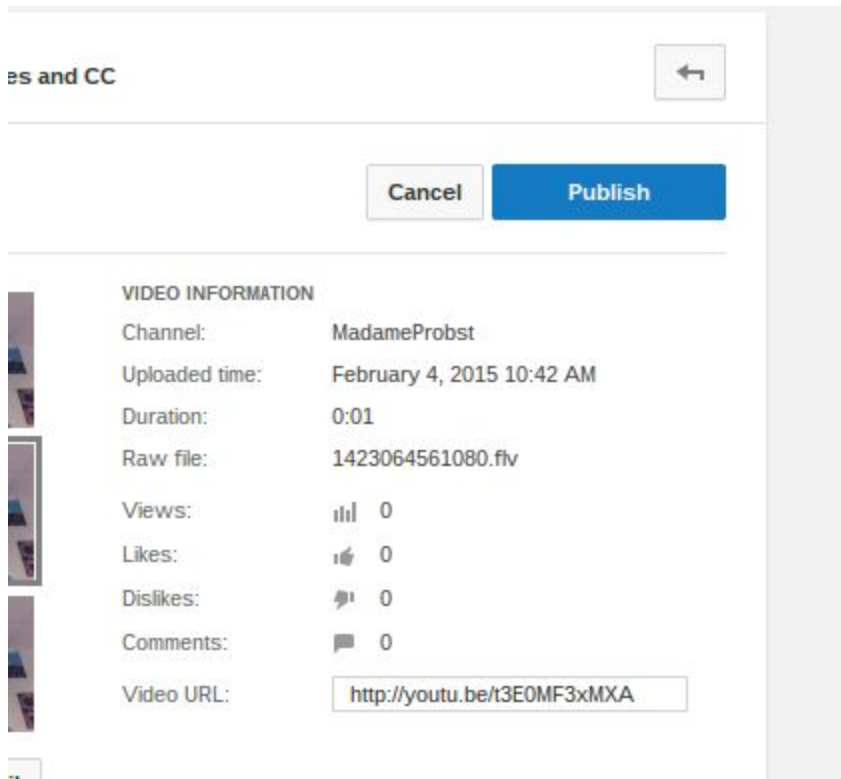 es and CC
Cancel Publish
VIDEO INFORMATION
Channel: MadameProbst
Uploaded time: February 4, 2015 10:42 AM
Duration: 0:01
Raw file: 1423064561080.flv
Views: 0
Likes: 0
Dislikes: 0
Comments: 0
Video URL: http://youtu.be/t3E0MF3xMXA